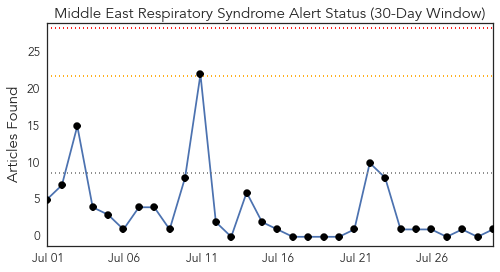 Middle East Respiratory Syndrome Alert Status (30-Day Window)
Articles Found
25
20
15
10
5
0
Jul 01 Jul 06 Jul 11 Jul 16 Jul 21 Jul 26